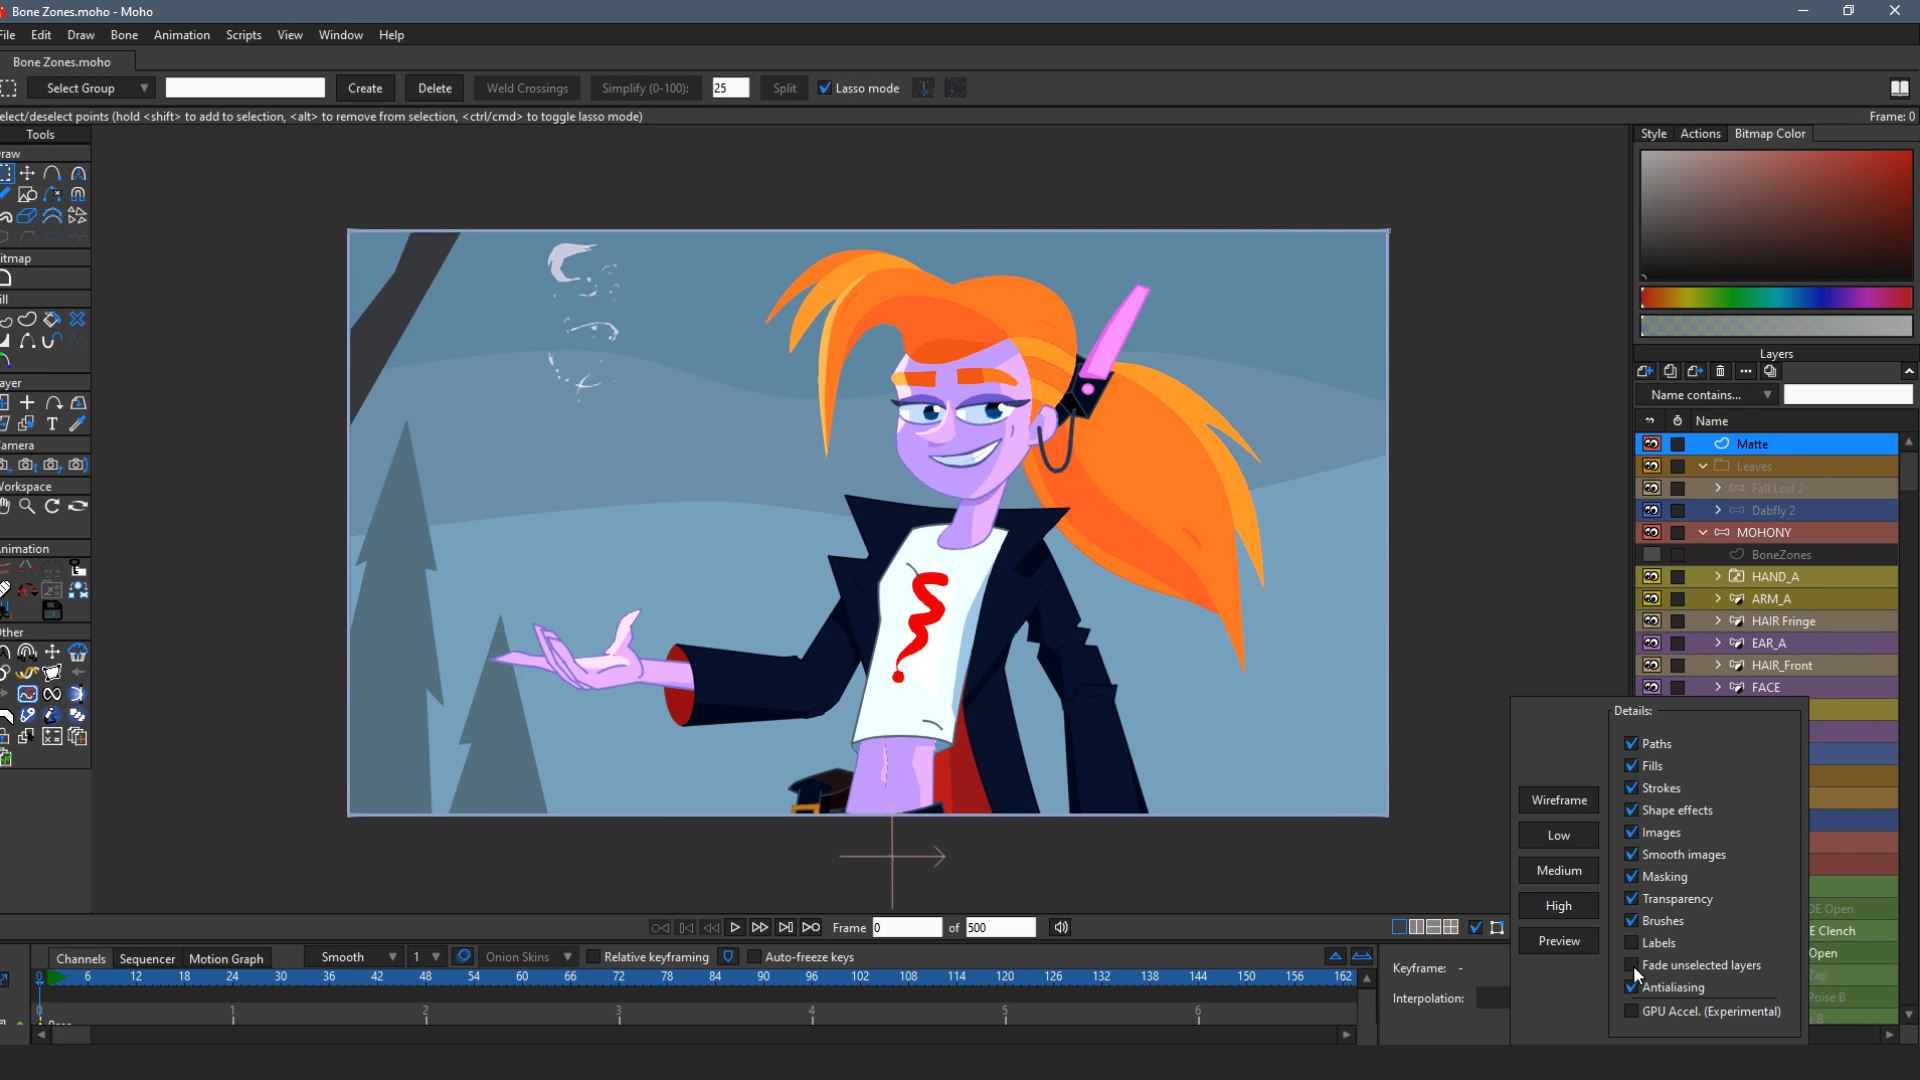 Bone Zones.moho - Moho
File Edit Draw Bone Animation Scripts View Window Help
Bone Zones.moho
Select Group Create Delete Weld Crossings Simplify (0-100): 25 Split Lasso mode
elect/deselect points (hold <shift> to add to selection, <alt> to remove from selection, <ctrl/cmd> to toggle lasso mode) Frame: 0
Tools
raw
itmap
ill
ayer
T
amera
Workspace
nimation
ther
Style Actions Bitmap Color
Layers
Name contains...
Name
Matte
Leaves
Fall Leaf 2
Dabfly 2
MOHONY
BoneZones
HAND_A
ARM_A
HAIR Fringe
EAR_A
HAIR_Front
FACE
Details:
Paths
Fills
Strokes
Shape effects
Images
Smooth images
Masking
Transparency
Brushes
Labels
Fade unselected layers
Antialiasing
GPU Accel. (Experimental)
Wireframe
Low
Medium
High
Preview
DE Open
E Clench
Open
Zap
Poise B
e B
Frame 0 of 500
Channels Sequencer Motion Graph Smooth 1 Onion Skins Relative keyframing Auto-freeze keys
0 6 12 18 24 30 36 42 48 54 60 66 72 78 84 90 96 102 108 114 120 126 132 138 144 150 156 162
0 1 2 3 4 5 6
Keyframe: -
Interpolation: